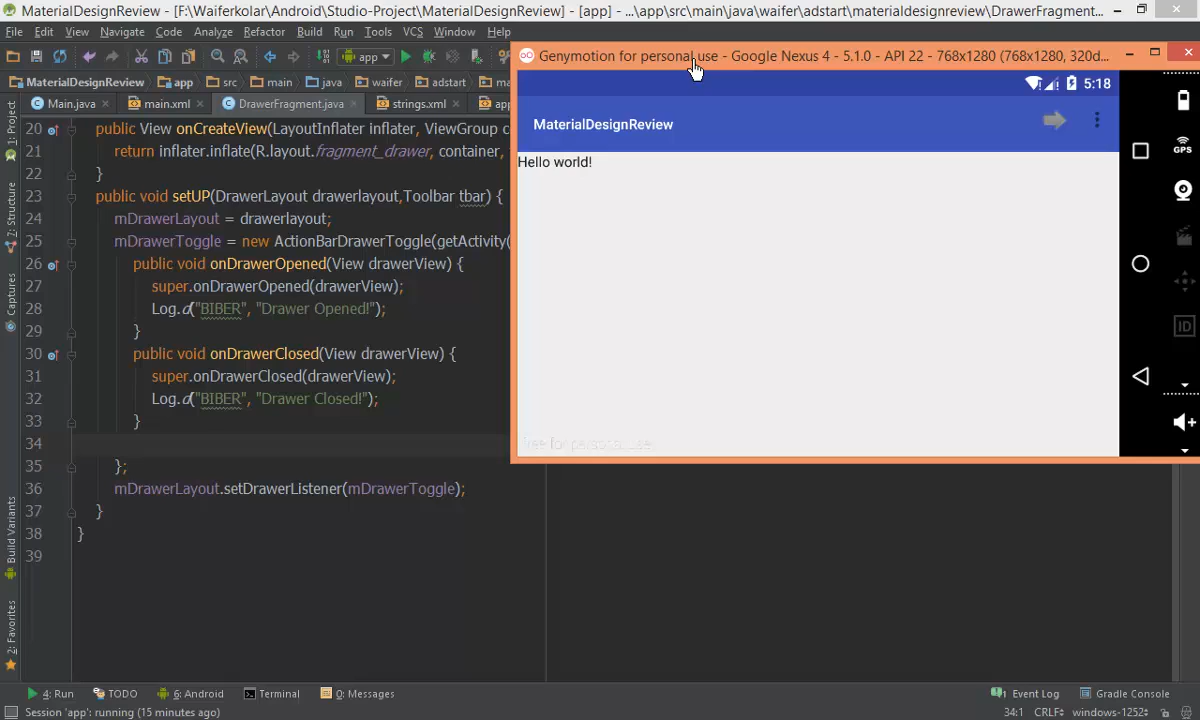 MaterialDesignReview - [F:\Waiferkolar\Android\Studio-Project\MaterialDesignReview] - [app] - ...\app\src\main\java\waifer\adstart\materialdesignreview\DrawerFragment....
File Edit View Navigate Code Analyze Refactor Build Run Tools VCS Window Help
app
MaterialDesignReview app src main java waifer adstart ma
Main.java main.xml DrawerFragment.java strings.xml app
1: Project
7: Structure
Captures
Build Variants
2: Favorites
20 public View onCreateView(LayoutInflater inflater, ViewGroup c
21 return inflater.inflate(R.layout.fragment_drawer, container,
22 }
23 public void setUP(DrawerLayout drawerlayout,Toolbar tbar) {
24 mDrawerLayout = drawerlayout;
25 mDrawerToggle = new ActionBarDrawerToggle(getActivity(
26 public void onDrawerOpened(View drawerView) {
27 super.onDrawerOpened(drawerView);
28 Log.d("BIBER", "Drawer Opened!");
29 }
30 public void onDrawerClosed(View drawerView) {
31 super.onDrawerClosed(drawerView);
32 Log.d("BIBER", "Drawer Closed!");
33 }
34
35 };
36 mDrawerLayout.setDrawerListener(mDrawerToggle);
37 }
38 }
39
Genymotion for personal use - Google Nexus 4 - 5.1.0 - API 22 - 768x1280 (768x1280, 320d...
5:18
MaterialDesignReview
Hello world!
free for personal use
GPS
ID
4: Run TODO 6: Android Terminal 0: Messages Event Log Gradle Console
Session 'app': running (15 minutes ago) 34:1 CRLF windows-1252